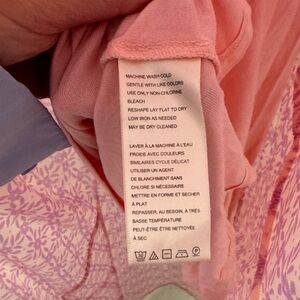 MACHINE WASH COLD
GENTLE WITH LIKE COLORS
USE ONLY NON-CHLORINE
BLEACH
RESHAPE LAY FLAT TO DRY
LOW IRON AS NEEDED
MAY BE DRY CLEANED
LAVER À LA MACHINE À L'EAU
FROIDE AVEC COULEURS
SIMILAIRES CYCLE DÉLICAT
UTILISER UN AGENT
DE BLANCHIMENT SANS
CHLORE SI NÉCESSAIRE
METTRE EN FORME ET SÉCHER
À PLAT
REPASSER, AU BESOIN, À TRÈS
BASSE TEMPÉRATURE
PEUT-ÊTRE ÊTRE NETTOYÉ
À SEC